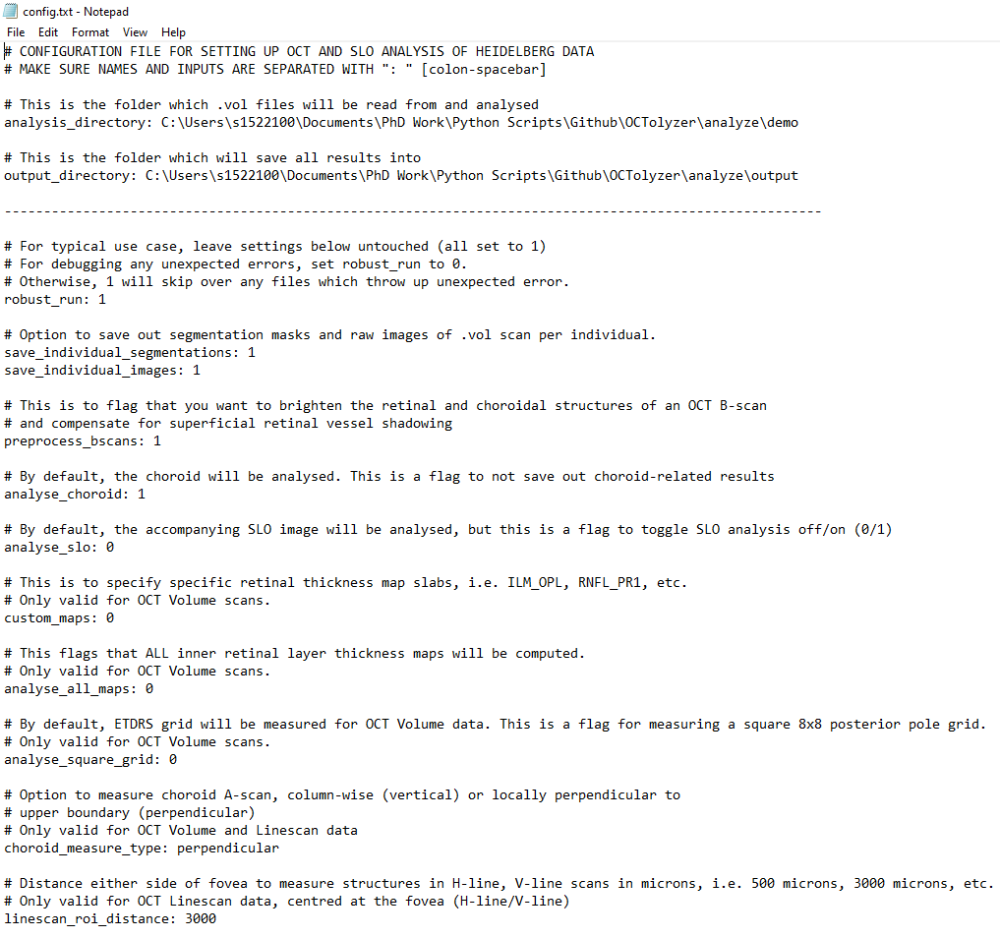 config.txt - Notepad
File Edit Format View Help
# CONFIGURATION FILE FOR SETTING UP OCT AND SLO ANALYSIS OF HEIDELBERG DATA
# MAKE SURE NAMES AND INPUTS ARE SEPARATED WITH ": " [colon-spacebar]
# This is the folder which .vol files will be read from and analysed
analysis_directory: C:\Users\s1522100\Documents\PhD Work\Python Scripts\Github\OCTolyzer\analyze\demo
# This is the folder which will save all results into
output_directory: C:\Users\s1522100\Documents\PhD Work\Python Scripts\Github\OCTolyzer\analyze\output
--------------------------------------------------------------------------------------------------------
# For typical use case, leave settings below untouched (all set to 1)
# For debugging any unexpected errors, set robust_run to 0.
# Otherwise, 1 will skip over any files which throw up unexpected error.
robust_run: 1
# Option to save out segmentation masks and raw images of .vol scan per individual.
save_individual_segmentations: 1
save_individual_images: 1
# This is to flag that you want to brighten the retinal and choroidal structures of an OCT B-scan
# and compensate for superficial retinal vessel shadowing
preprocess_bscans: 1
# By default, the choroid will be analysed. This is a flag to not save out choroid-related results
analyse_choroid: 1
# By default, the accompanying SLO image will be analysed, but this is a flag to toggle SLO analysis off/on (0/1)
analyse_slo: 0
# This is to specify specific retinal thickness map slabs, i.e. ILM_OPL, RNFL_PR1, etc.
# Only valid for OCT Volume scans.
custom_maps: 0
# This flags that ALL inner retinal layer thickness maps will be computed.
# Only valid for OCT Volume scans.
analyse_all_maps: 0
# By default, ETDRS grid will be measured for OCT Volume data. This is a flag for measuring a square 8x8 posterior pole grid.
# Only valid for OCT Volume scans.
analyse_square_grid: 0
# Option to measure choroid A-scan, column-wise (vertical) or locally perpendicular to
# upper boundary (perpendicular)
# Only valid for OCT Volume and Linescan data
choroid_measure_type: perpendicular
# Distance either side of fovea to measure structures in H-line, V-line scans in microns, i.e. 500 microns, 3000 microns, etc.
# Only valid for OCT Linescan data, centred at the fovea (H-line/V-line)
linescan_roi_distance: 3000